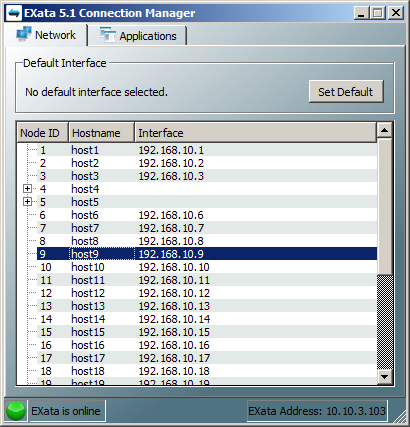 EXata 5.1 Connection Manager
Network Applications
Default Interface
No default interface selected. Set Default
Node ID Hostname Interface
1 host1 192.168.10.1
2 host2 192.168.10.2
3 host3 192.168.10.3
4 host4
5 host5
6 host6 192.168.10.6
7 host7 192.168.10.7
8 host8 192.168.10.8
9 host9 192.168.10.9
10 host10 192.168.10.10
11 host11 192.168.10.11
12 host12 192.168.10.12
13 host13 192.168.10.13
14 host14 192.168.10.14
15 host15 192.168.10.15
16 host16 192.168.10.16
17 host17 192.168.10.17
18 host18 192.168.10.18
19 host19 192.168.10.19
EXata is online EXata Address: 10.10.3.103